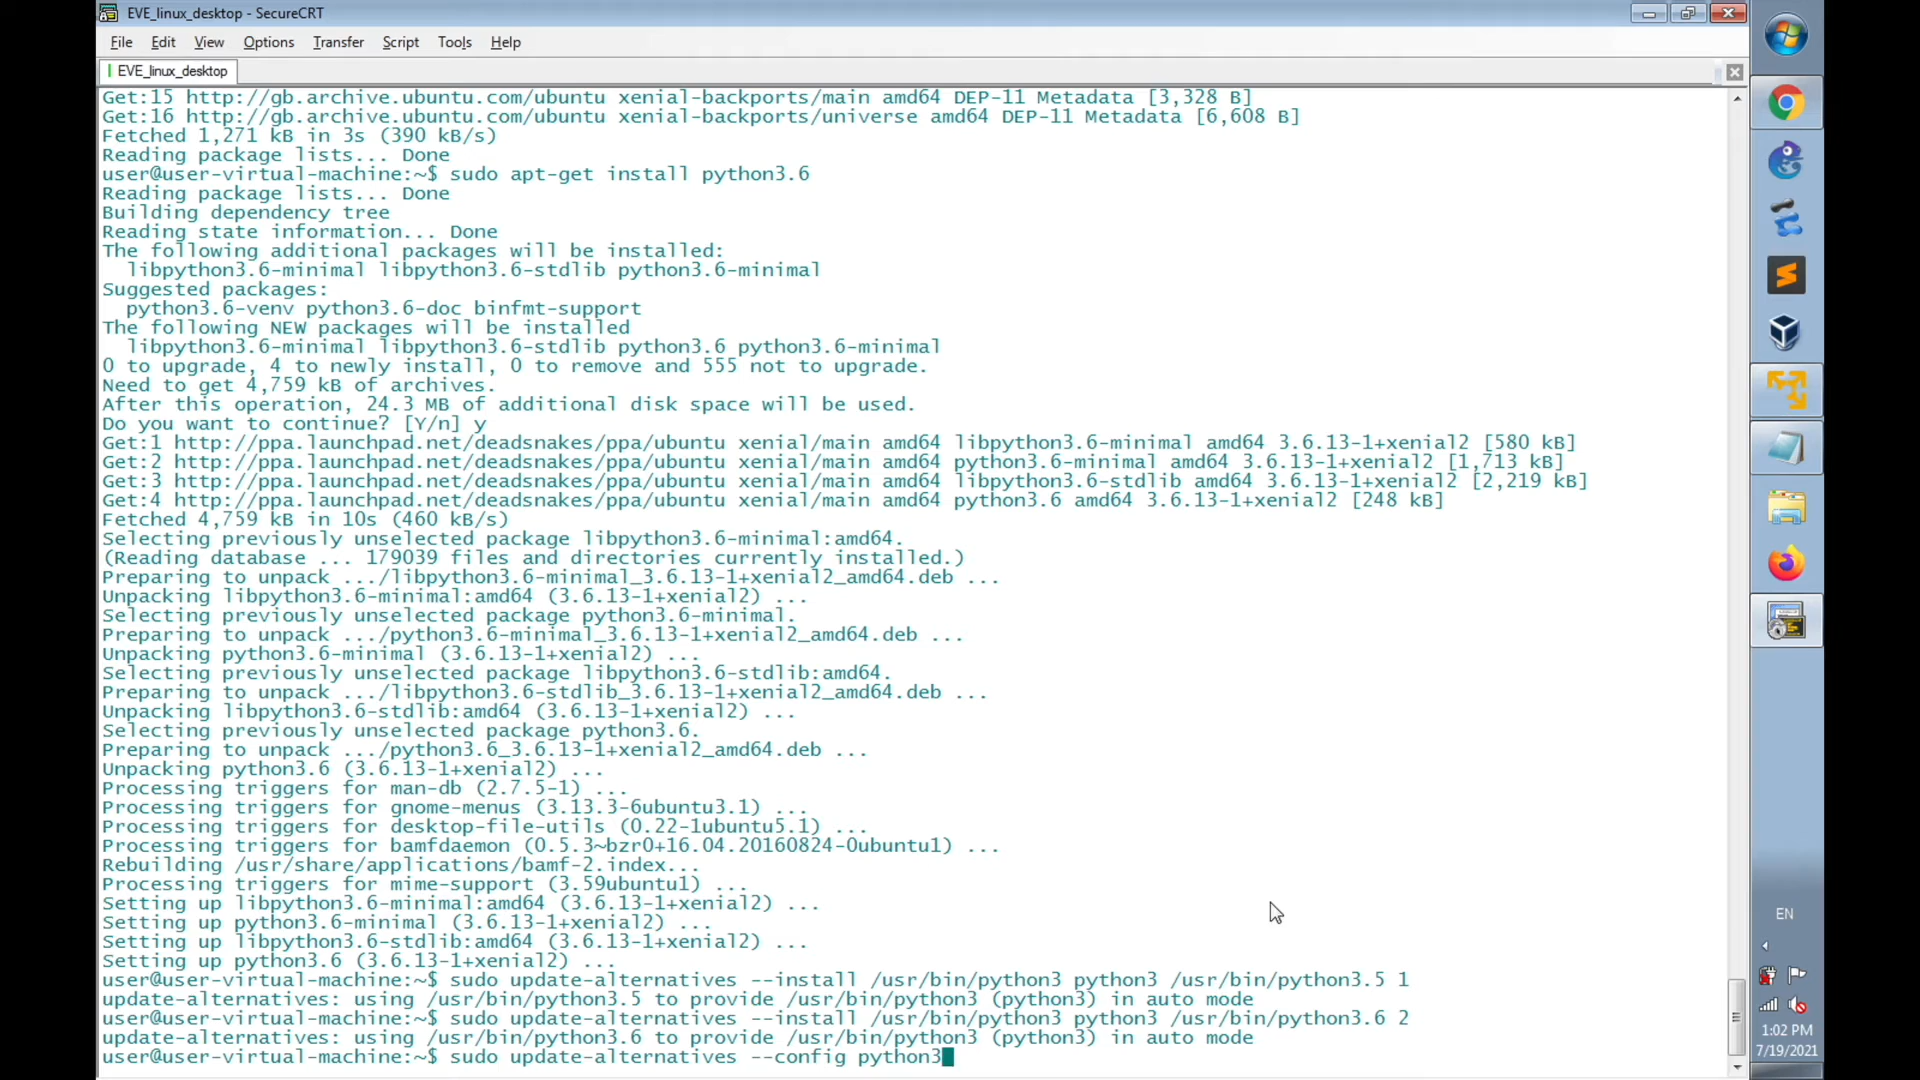 EVE_linux_desktop - SecureCRT
File Edit View Options Transfer Script Tools Help
EVE_linux_desktop
Get:15 http://gb.archive.ubuntu.com/ubuntu xenial-backports/main amd64 DEP-11 Metadata [3,328 B]
Get:16 http://gb.archive.ubuntu.com/ubuntu xenial-backports/universe amd64 DEP-11 Metadata [6,608 B]
Fetched 1,271 kB in 3s (390 kB/s)
Reading package lists... Done
user@user-virtual-machine:~$ sudo apt-get install python3.6
Reading package lists... Done
Building dependency tree
Reading state information... Done
The following additional packages will be installed:
libpython3.6-minimal libpython3.6-stdlib python3.6-minimal
Suggested packages:
python3.6-venv python3.6-doc binfmt-support
The following NEW packages will be installed
libpython3.6-minimal libpython3.6-stdlib python3.6 python3.6-minimal
0 to upgrade, 4 to newly install, 0 to remove and 555 not to upgrade.
Need to get 4,759 kB of archives.
After this operation, 24.3 MB of additional disk space will be used.
Do you want to continue? [Y/n] y
Get:1 http://ppa.launchpad.net/deadsnakes/ppa/ubuntu xenial/main amd64 libpython3.6-minimal amd64 3.6.13-1+xenial2 [580 kB]
Get:2 http://ppa.launchpad.net/deadsnakes/ppa/ubuntu xenial/main amd64 python3.6-minimal amd64 3.6.13-1+xenial2 [1,713 kB]
Get:3 http://ppa.launchpad.net/deadsnakes/ppa/ubuntu xenial/main amd64 libpython3.6-stdlib amd64 3.6.13-1+xenial2 [2,219 kB]
Get:4 http://ppa.launchpad.net/deadsnakes/ppa/ubuntu xenial/main amd64 python3.6 amd64 3.6.13-1+xenial2 [248 kB]
Fetched 4,759 kB in 10s (460 kB/s)
Selecting previously unselected package libpython3.6-minimal:amd64.
(Reading database ... 179039 files and directories currently installed.)
Preparing to unpack .../libpython3.6-minimal_3.6.13-1+xenial2_amd64.deb ...
Unpacking libpython3.6-minimal:amd64 (3.6.13-1+xenial2) ...
Selecting previously unselected package python3.6-minimal.
Preparing to unpack .../python3.6-minimal_3.6.13-1+xenial2_amd64.deb ...
Unpacking python3.6-minimal (3.6.13-1+xenial2) ...
Selecting previously unselected package libpython3.6-stdlib:amd64.
Preparing to unpack .../libpython3.6-stdlib_3.6.13-1+xenial2_amd64.deb ...
Unpacking libpython3.6-stdlib:amd64 (3.6.13-1+xenial2) ...
Selecting previously unselected package python3.6.
Preparing to unpack .../python3.6_3.6.13-1+xenial2_amd64.deb ...
Unpacking python3.6 (3.6.13-1+xenial2) ...
Processing triggers for man-db (2.7.5-1) ...
Processing triggers for gnome-menus (3.13.3-6ubuntu3.1) ...
Processing triggers for desktop-file-utils (0.22-1ubuntu5.1) ...
Processing triggers for bamfdaemon (0.5.3~bzr0+16.04.20160824-0ubuntu1) ...
Rebuilding /usr/share/applications/bamf-2.index...
Processing triggers for mime-support (3.59ubuntu1) ...
Setting up libpython3.6-minimal:amd64 (3.6.13-1+xenial2) ...
Setting up python3.6-minimal (3.6.13-1+xenial2) ...
Setting up libpython3.6-stdlib:amd64 (3.6.13-1+xenial2) ...
Setting up python3.6 (3.6.13-1+xenial2) ...
user@user-virtual-machine:~$ sudo update-alternatives --install /usr/bin/python3 python3 /usr/bin/python3.5 1
update-alternatives: using /usr/bin/python3.5 to provide /usr/bin/python3 (python3) in auto mode
user@user-virtual-machine:~$ sudo update-alternatives --install /usr/bin/python3 python3 /usr/bin/python3.6 2
update-alternatives: using /usr/bin/python3.6 to provide /usr/bin/python3 (python3) in auto mode
user@user-virtual-machine:~$ sudo update-alternatives --config python3
EN
1:02 PM
7/19/2021